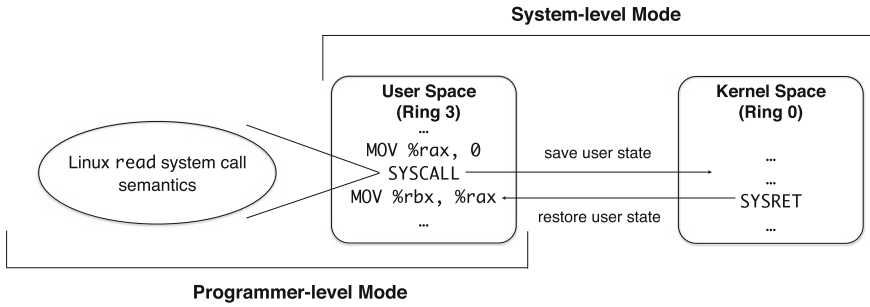 System-level Mode
User Space
(Ring 3)
…
MOV %rax, 0
SYSCALL
MOV %rbx, %rax
…
Kernel Space
(Ring 0)
…
…
SYSRET
…
save user state
restore user state
Linux read system call
semantics
Programmer-level Mode